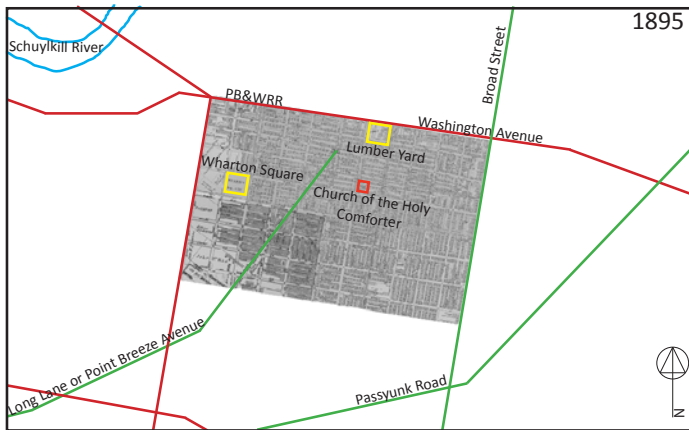 1895
Schuylkill River
Broad Street
PB&WRR
Washington Avenue
Lumber Yard
Wharton Square
Church of the Holy
Comforter
Long Lane or Point Breeze Avenue
Passyunk Road
N